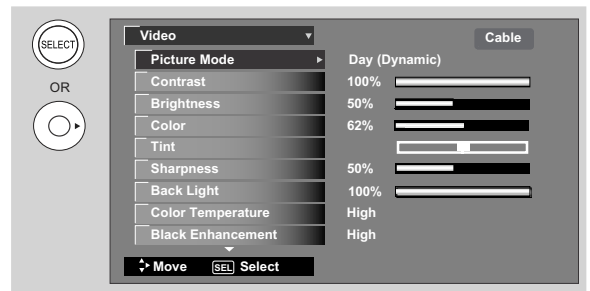 SELECT
OR
Video
Cable
Picture Mode Day (Dynamic)
Contrast 100%
Brightness 50%
Color 62%
Tint
Sharpness 50%
Back Light 100%
Color Temperature High
Black Enhancement High
Move SEL Select